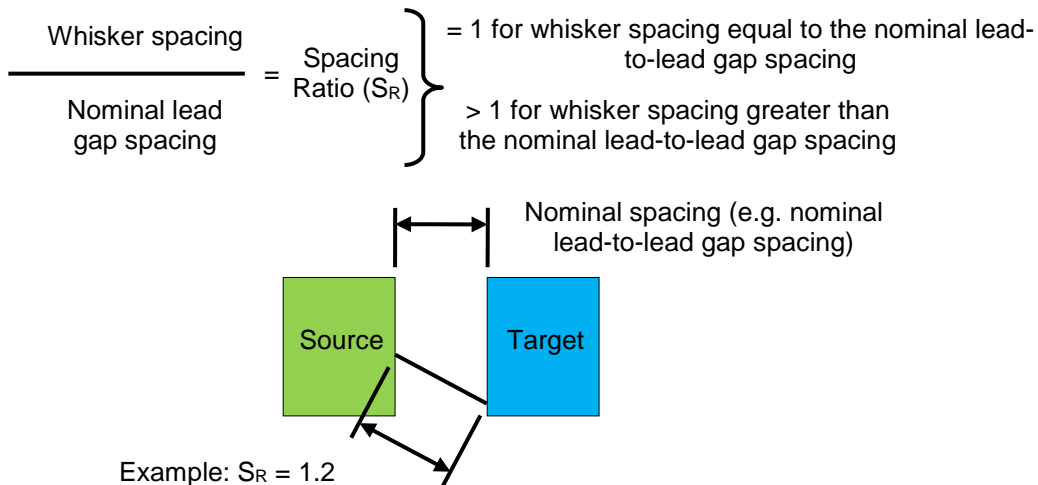 Whisker spacing
Nominal lead
gap spacing
=
Spacing
Ratio (SR)
= 1 for whisker spacing equal to the nominal lead-
to-lead gap spacing
> 1 for whisker spacing greater than
the nominal lead-to-lead gap spacing
Nominal spacing (e.g. nominal
lead-to-lead gap spacing)
Source
Target
Example: SR = 1.2